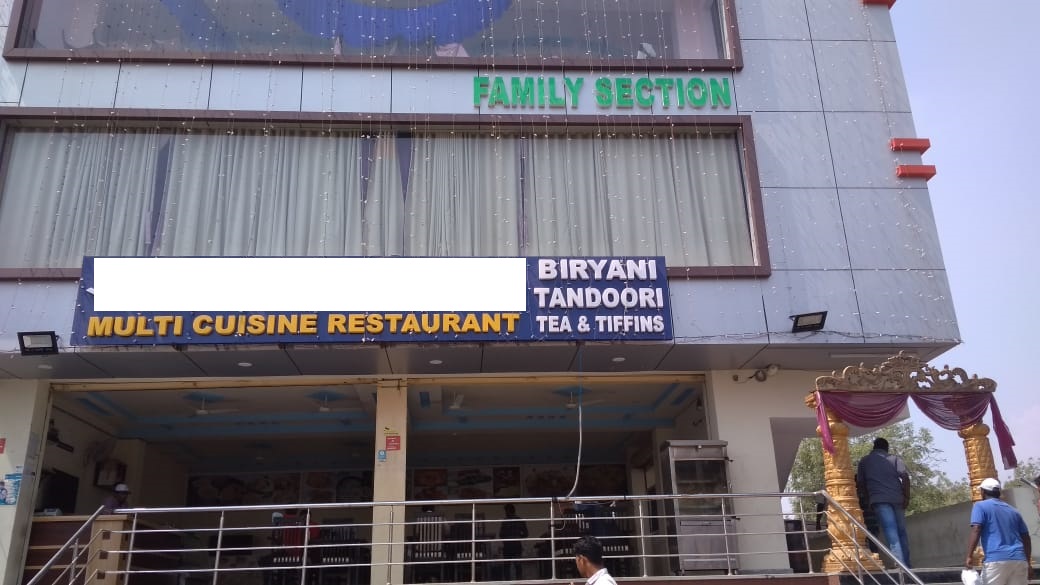 FAMILY SECTION
BIRYANI
TANDOORI
MULTI CUISINE RESTAURANT
TEA & TIFFINS